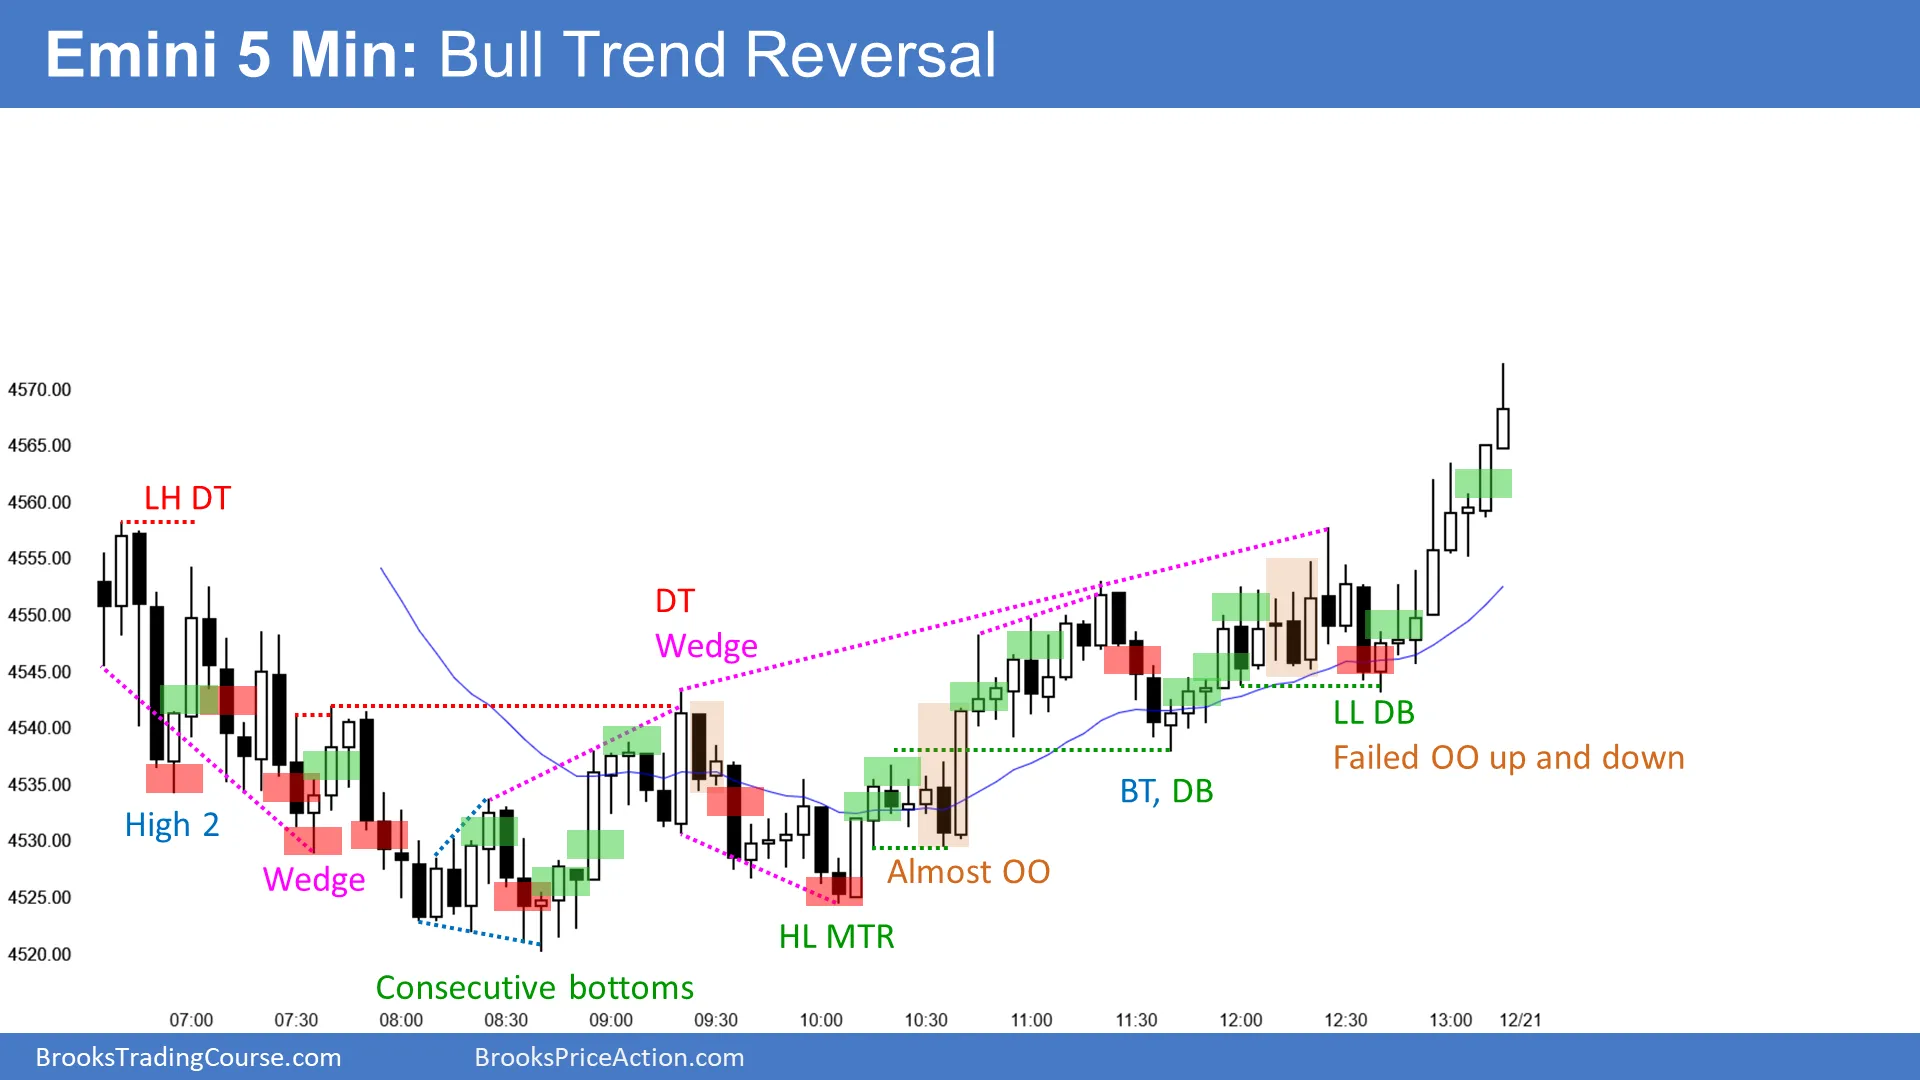 Emini 5 Min: Bull Trend Reversal
4570.00
4565.00
4560.00
4555.00
4550.00
4545.00
4540.00
4535.00
4530.00
4525.00
4520.00
LH DT
High 2
Wedge
Consecutive bottoms
DT
Wedge
HL MTR
Almost OO
BT, DB
LL DB
Failed OO up and down
07:00 07:30 08:00 08:30 09:00 09:30 10:00 10:30 11:00 11:30 12:00 12:30 13:00 12/21
BrooksTradingCourse.com BrooksPriceAction.com